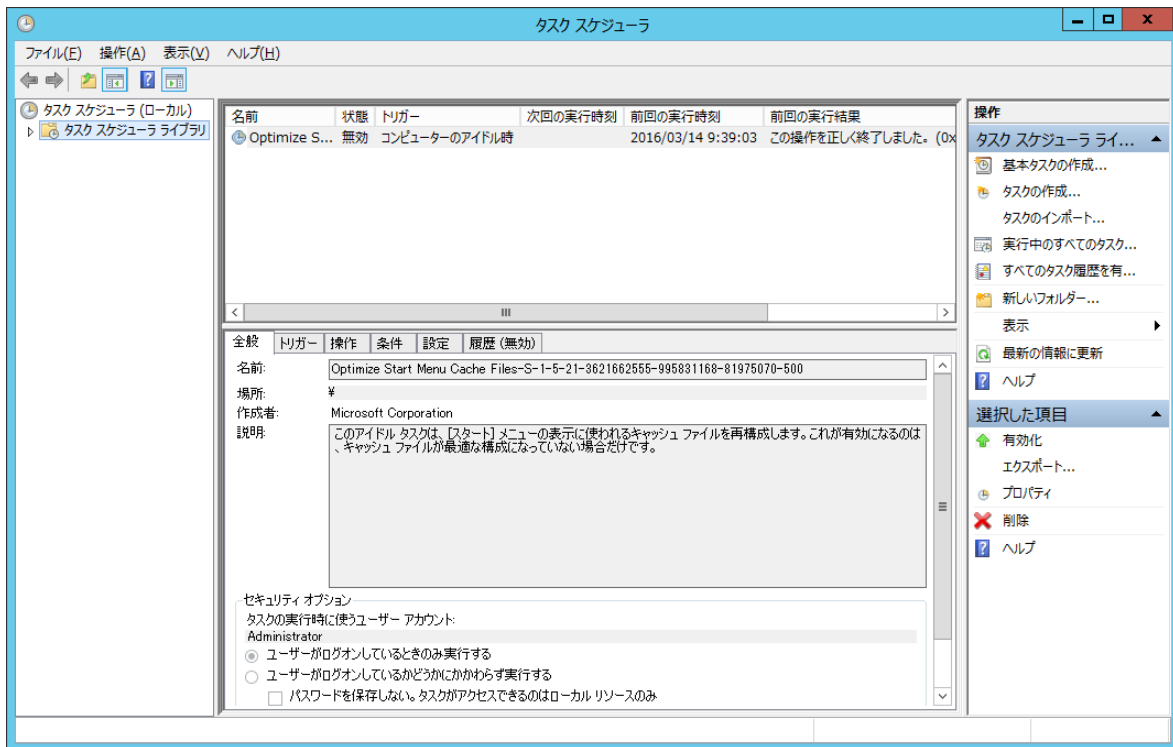 タスク スケジューラ
ファイル(F) 操作(A) 表示(V) ヘルプ(H)
タスク スケジューラ (ローカル)
タスク スケジューラ ライブラリ
名前 状態 トリガー 次回の実行時刻 前回の実行時刻 前回の実行結果
Optimize S... 無効 コンピューターのアイドル時 2016/03/14 9:39:03 この操作を正しく終了しました。(0x
全般 トリガー 操作 条件 設定 履歴 (無効)
名前: Optimize Start Menu Cache Files-S-1-5-21-3621662555-995831168-81975070-500
場所: ¥
作成者: Microsoft Corporation
説明: このアイドル タスクは、[スタート] メニューの表示に使われるキャッシュ ファイルを再構成します。これが有効になるのは
、キャッシュ ファイルが最適な構成になっていない場合だけです。
セキュリティ オプション
タスクの実行時に使うユーザー アカウント:
Administrator
ユーザーがログオンしているときのみ実行する
ユーザーがログオンしているかどうかにかかわらず実行する
パスワードを保存しない。タスクがアクセスできるのはローカル リソースのみ
操作
タスク スケジューラ ライ...
基本タスクの作成...
タスクの作成...
タスクのインポート...
実行中のすべてのタスク...
すべてのタスク履歴を有...
新しいフォルダー...
表示
最新の情報に更新
ヘルプ
選択した項目
有効化
エクスポート...
プロパティ
削除
ヘルプ